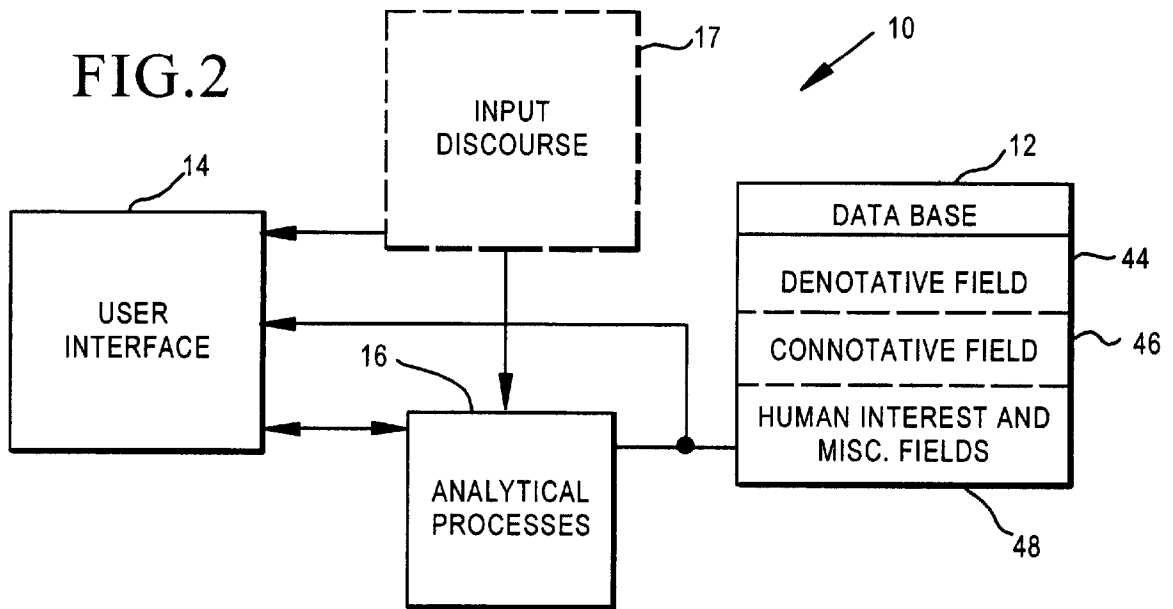 FIG.2
17
10
INPUT
DISCOURSE
14
12
USER
INTERFACE
DATA BASE
44
DENOTATIVE FIELD
46
CONNOTATIVE FIELD
HUMAN INTEREST AND
MISC. FIELDS
48
16
ANALYTICAL
PROCESSES